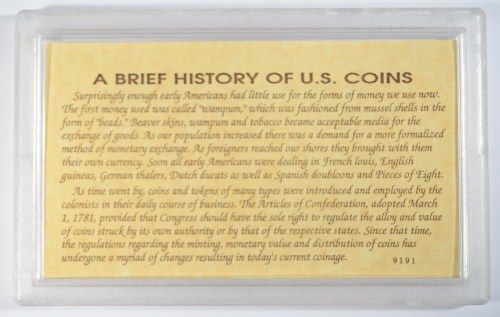 A BRIEF HISTORY OF U.S. COINS
Surprisingly enough early Americans had little use for the forms of money we use now.
The first money used was called "wampum," which was fashioned from mussel shells in the
form of "beads." Beaver skins, wampum and tobacco became acceptable media for the
exchange of goods. As our population increased there was a demand for a more formalized
method of monetary exchange. As foreigners reached our shores they brought with them
their own currency. Soon all early Americans were dealing in French louis, English
guineas, German thalers, Dutch ducats as well as Spanish doubloons and Pieces of Eight.
As time went by, coins and tokens of many types were introduced and employed by the
colonists in their daily course of business. The Articles of Confederation, adopted March
1, 1781, provided that Congress should have the sole right to regulate the alloy and value
of coins struck by its own authority or by that of the respective states. Since that time,
the regulations regarding the minting, monetary value and distribution of coins has
undergone a myriad of changes resulting in today's current coinage.
9191